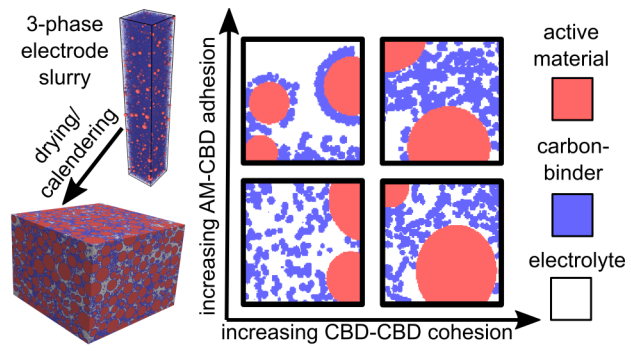 3-phase
electrode
slurry
drying/
calendering
increasing AM-CBD adhesion
increasing CBD-CBD cohesion
active
material
carbon-
binder
electrolyte